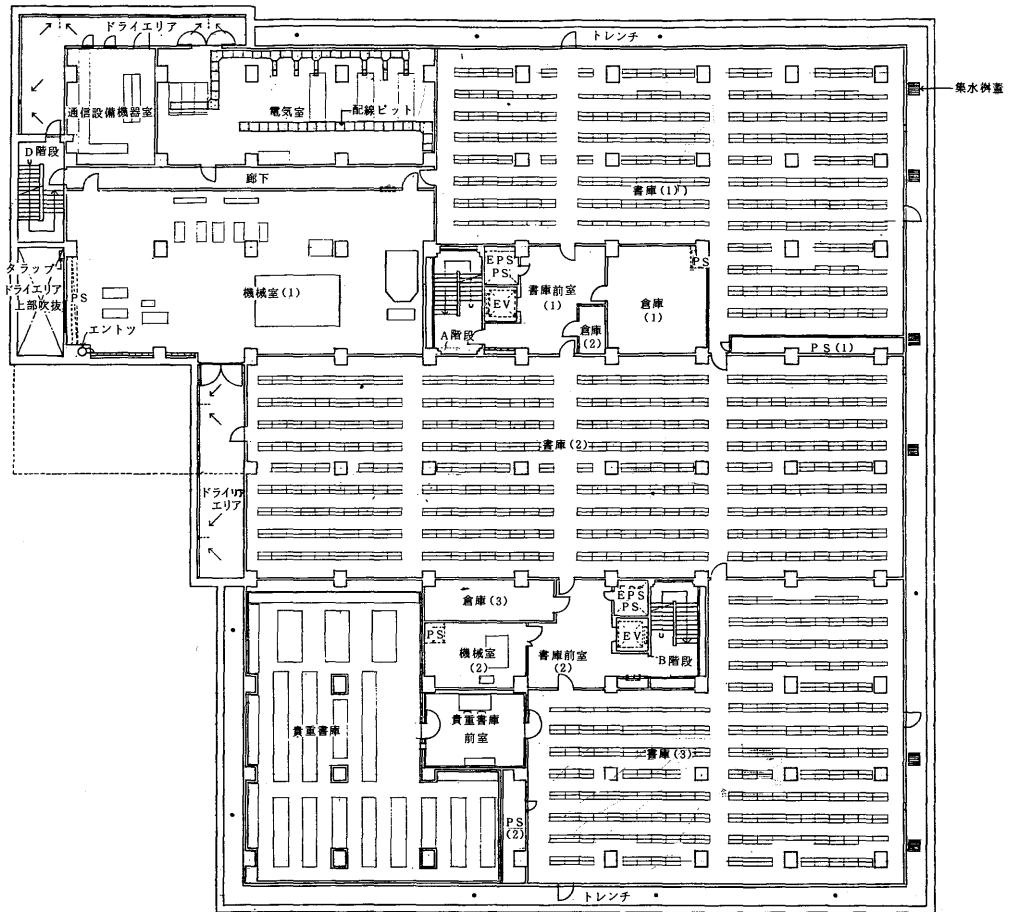 ドライエリア
トレンチ
集水桝蓋
通信設備機器室
電気室
配線ピット
D階段
廊下
書庫(1)
タラップ
ドライエリア
上部吹抜
PS
機械室(1)
エントツ
EPS
PS
EV
A階段
書庫前室
(1)
倉庫
(2)
倉庫
(1)
PS
PS(1)
書庫(2)
ドライリア
エリア
倉庫(3)
EPS
PS
PS
機械室
(2)
書庫前室
(2)
EV
B階段
貴重書庫
貴重書庫
前室
書庫(3)
PS
(2)
トレンチ